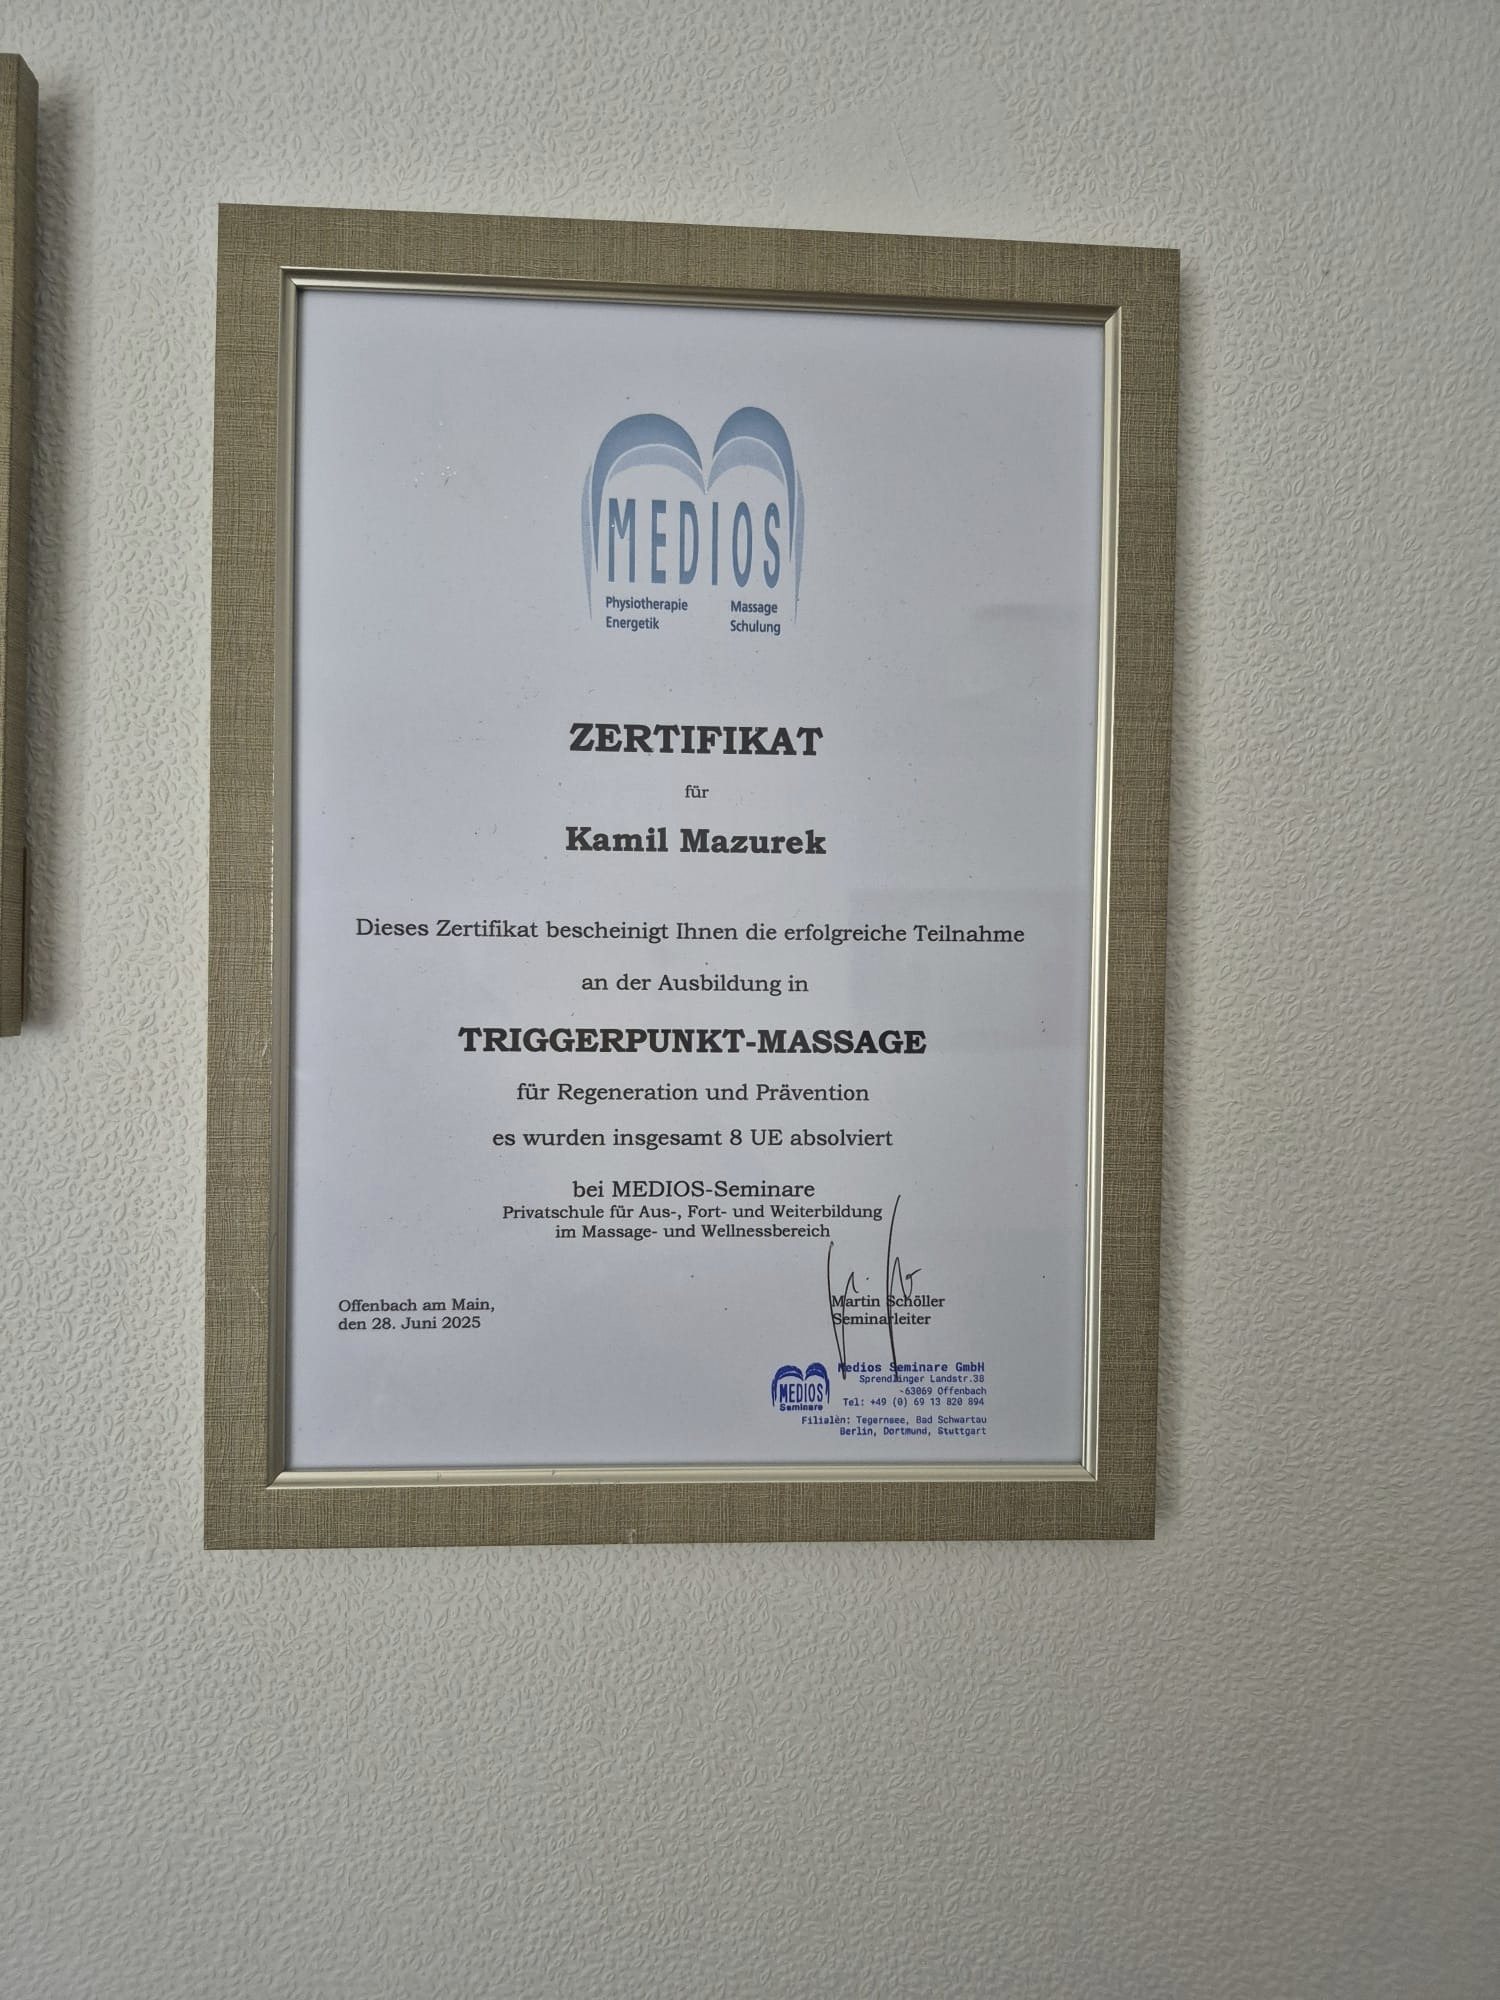 MEDIOS
Physiotherapie Massage
Energetik Schulung
ZERTIFIKAT
für
Kamil Mazurek
Dieses Zertifikat bescheinigt Ihnen die erfolgreiche Teilnahme
an der Ausbildung in
TRIGGERPUNKT-MASSAGE
für Regeneration und Prävention
es wurden insgesamt 8 UE absolviert
bei MEDIOS-Seminare
Privatschule für Aus-, Fort- und Weiterbildung
im Massage- und Wellnessbereich
Offenbach am Main,
den 28. Juni 2025
Martin Schöller
Seminarleiter
MEDIOS
Seminare
Medios Seminare GmbH
Sprendlinger Landstr.38
-63069 Offenbach
Tel: +49 (0) 69 13 820 894
Filialen: Tegernsee, Bad Schwartau
Berlin, Dortmund, Stuttgart